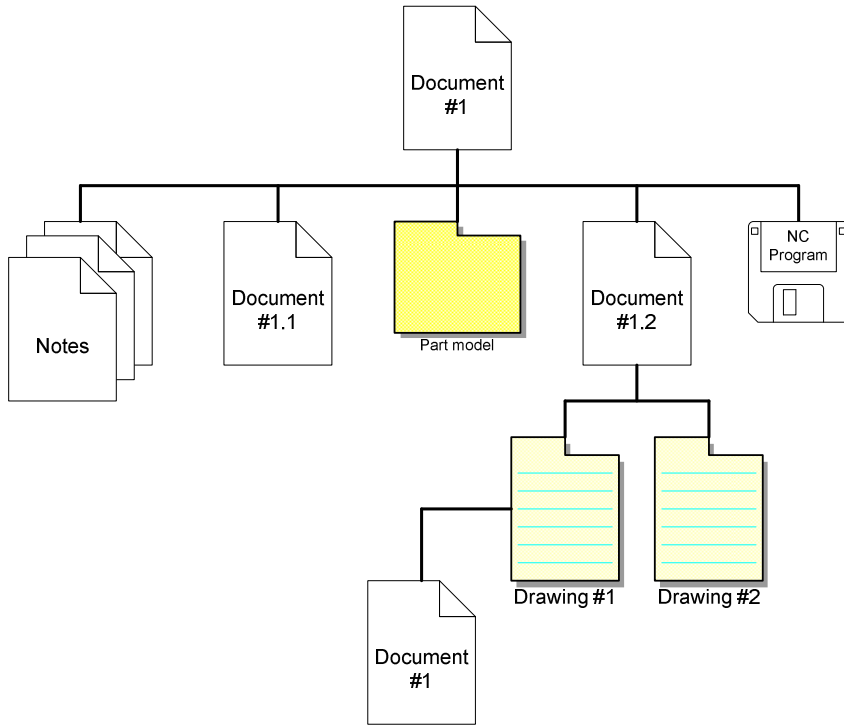 Document
#1
NC
Program
Document
#1.1
Document
#1.2
Notes
Part model
Drawing #1
Drawing #2
Document
#1